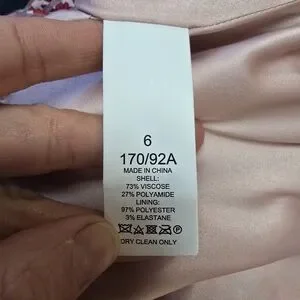 6
170/92A
MADE IN CHINA
SHELL:
73% VISCOSE
27% POLYAMIDE
LINING:
97% POLYESTER
3% ELASTANE
DRY CLEAN ONLY